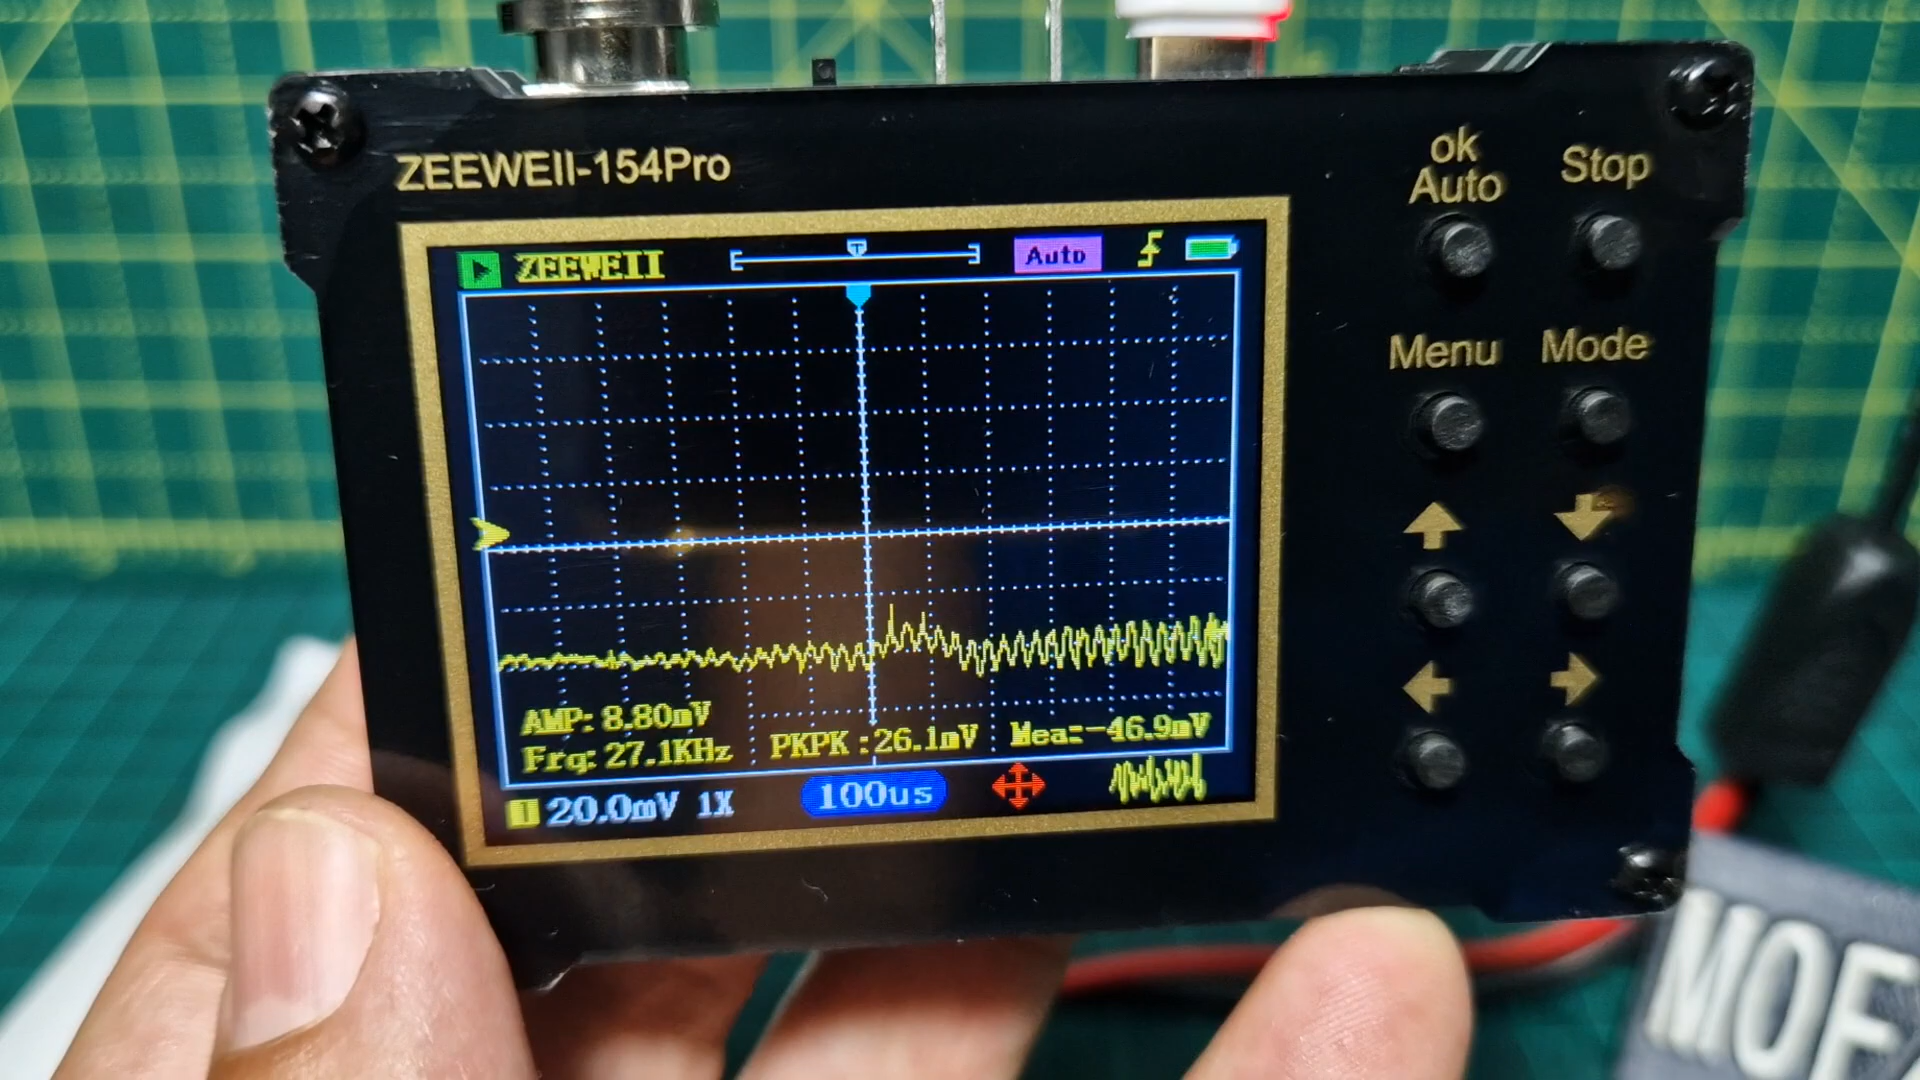 ZEEWEII-154Pro
ok
Auto
Stop
ZEEWEII
T
Auto
Menu
Mode
AMP: 8.80mV
Frq: 27.1KHz
PKPK :26.1mV
Mea:-46.9mV
1 20.0mV 1X
100us